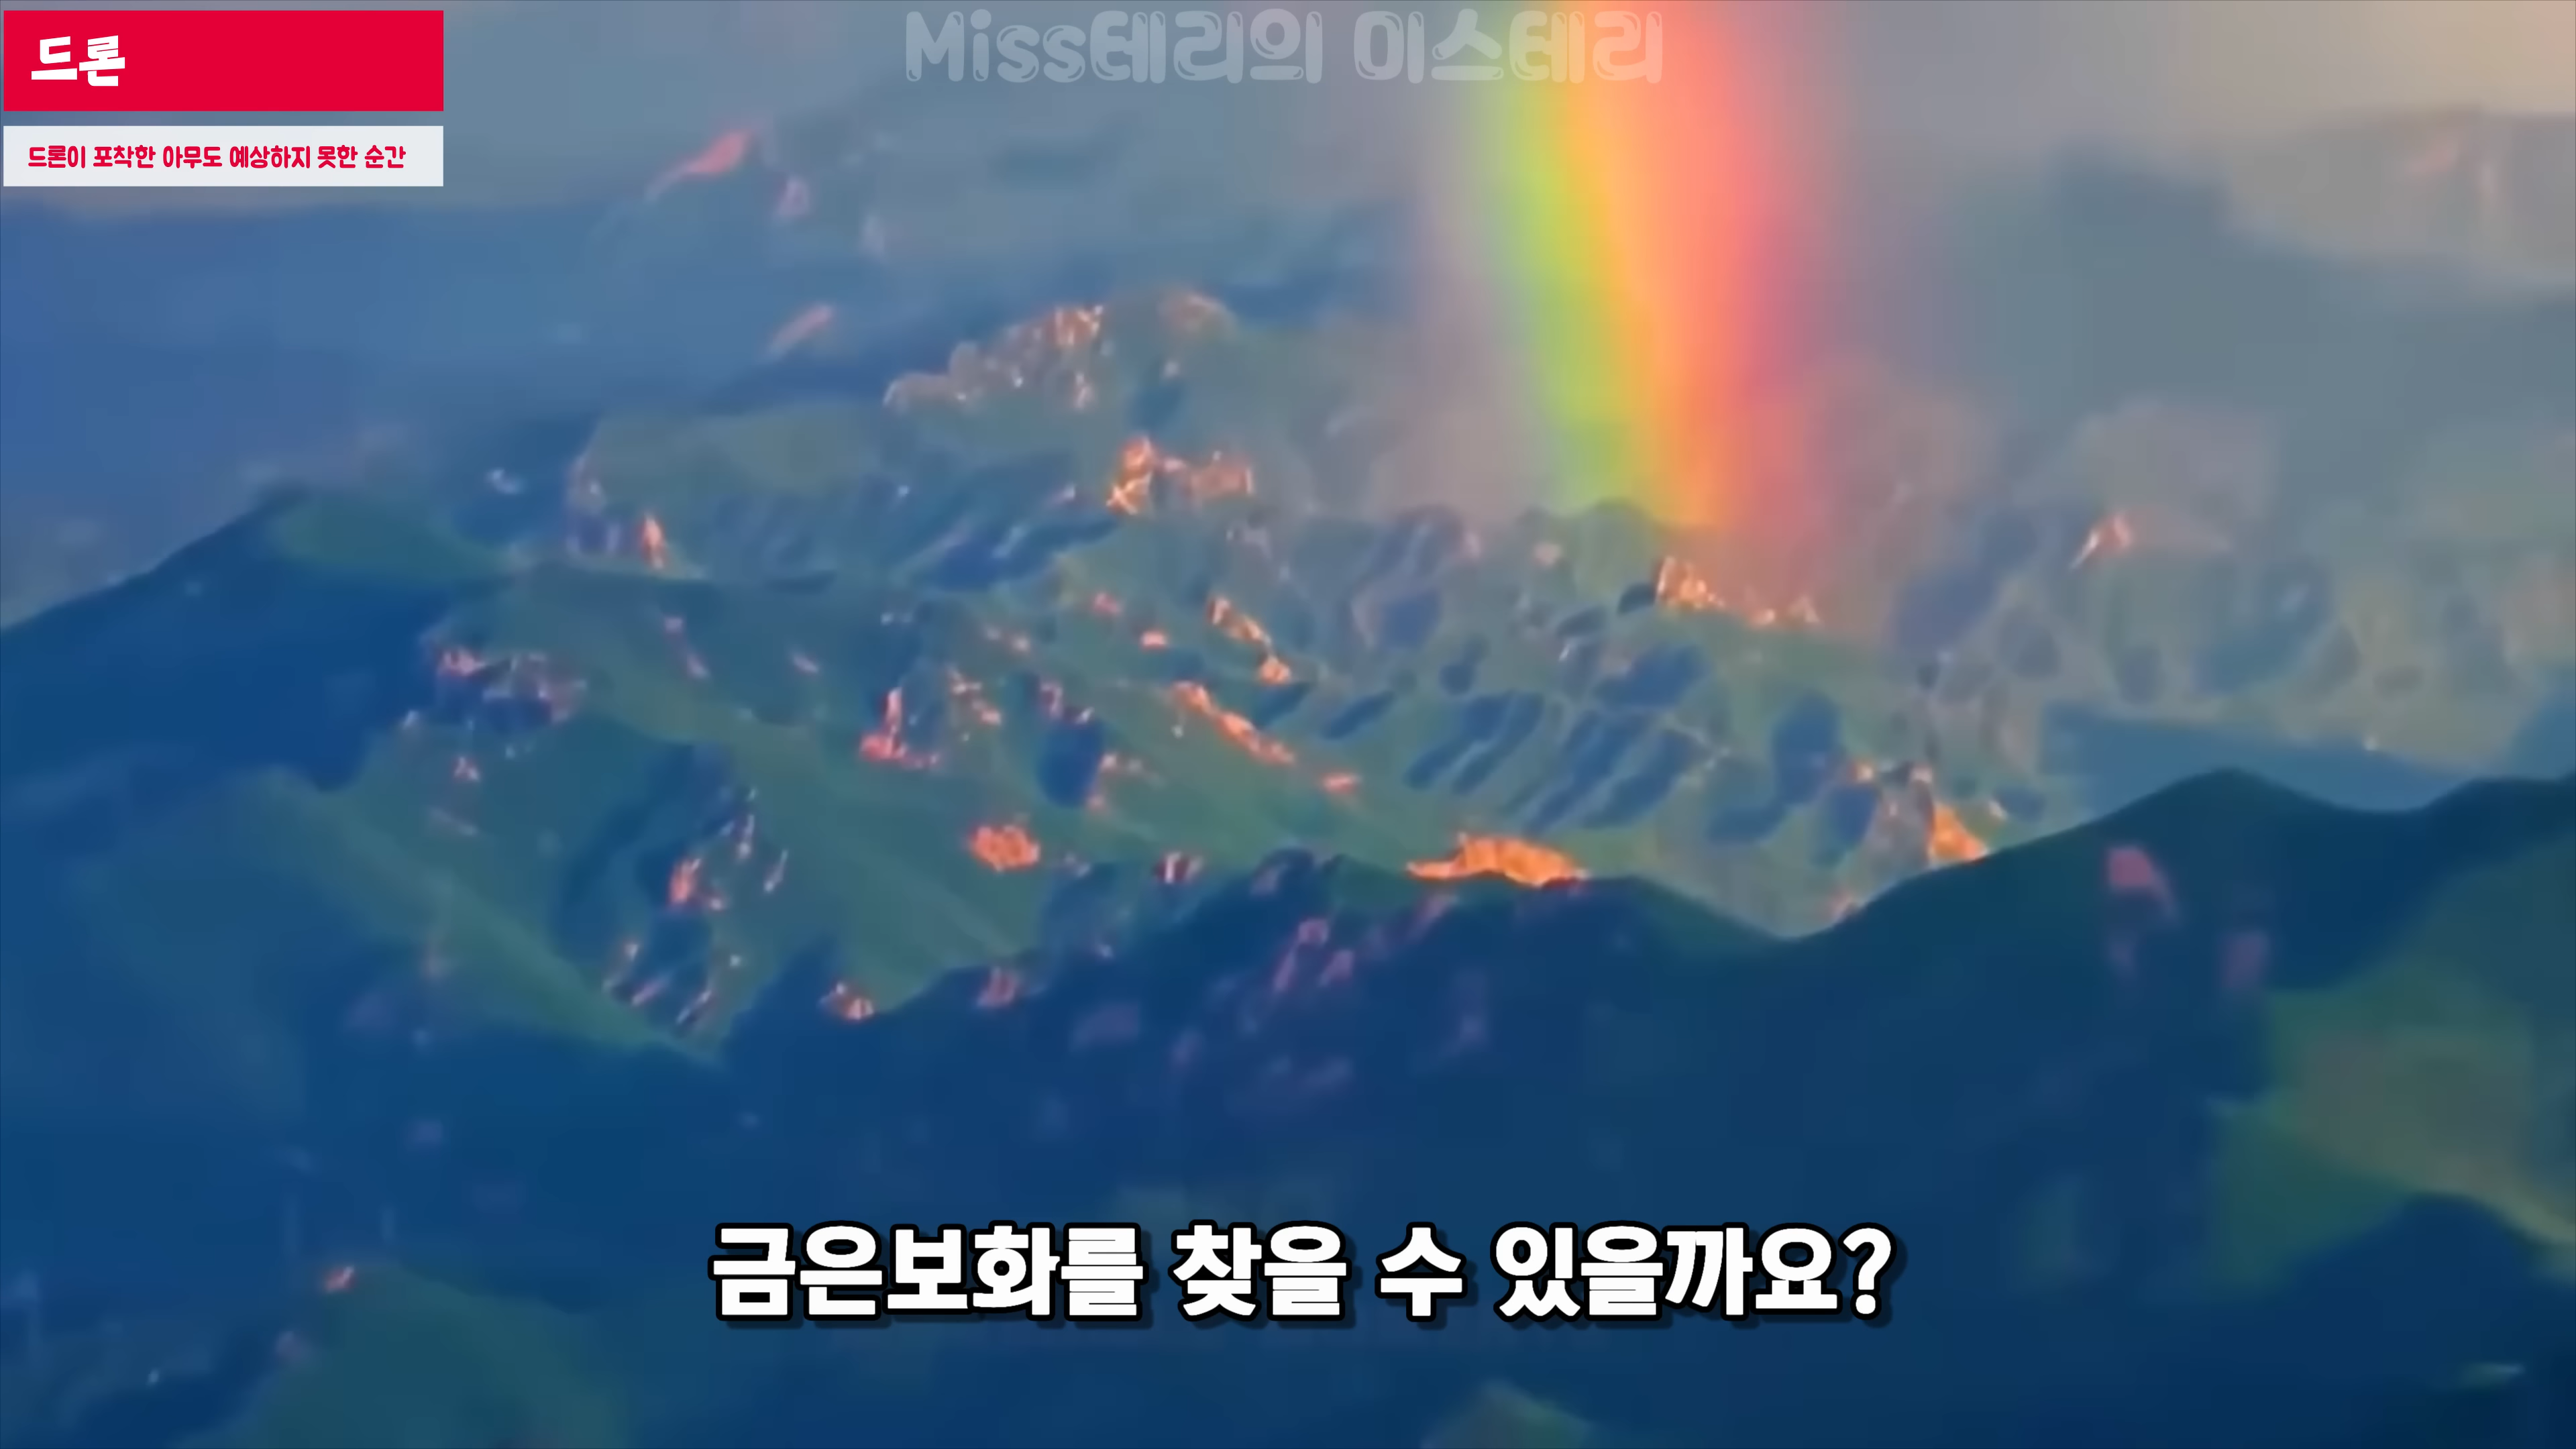 드론
Miss테리의 미스테리
드론이 포착한 아무도 예상하지 못한 순간
금은보화를 찾을 수 있을까요?